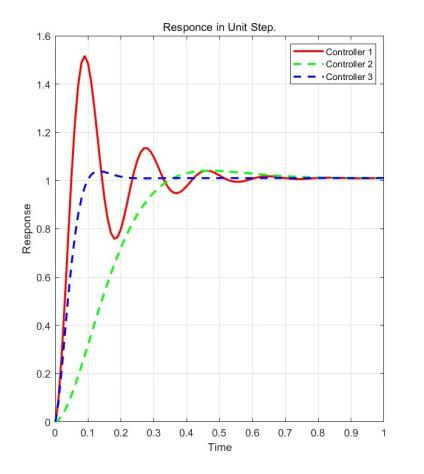 Responce in Unit Step.
Controller 1
Controller 2
Controller 3
1.6
1.4
1.2
1
0.8
0.6
0.4
0.2
0
Response
0 0.1 0.2 0.3 0.4 0.5 0.6 0.7 0.8 0.9 1
Time